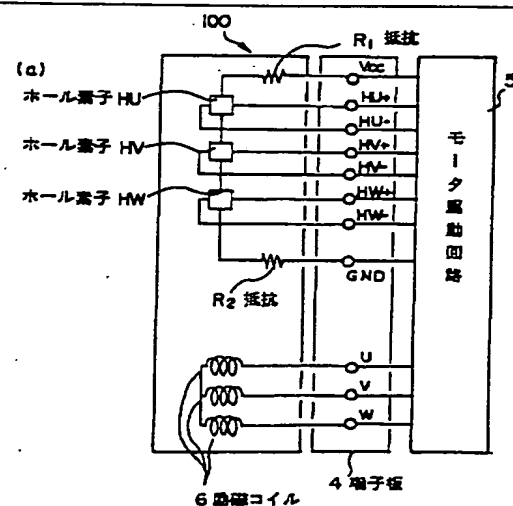 100
R1 抵抗
(a)
Vcc
ホール素子 HU
HU+
HU-
5
ホール素子 HV
HV+
HV-
ホール素子 HW
HW+
HW-
モータ駆動回路
GND
R2 抵抗
U
V
W
4 端子板
6 励磁コイル